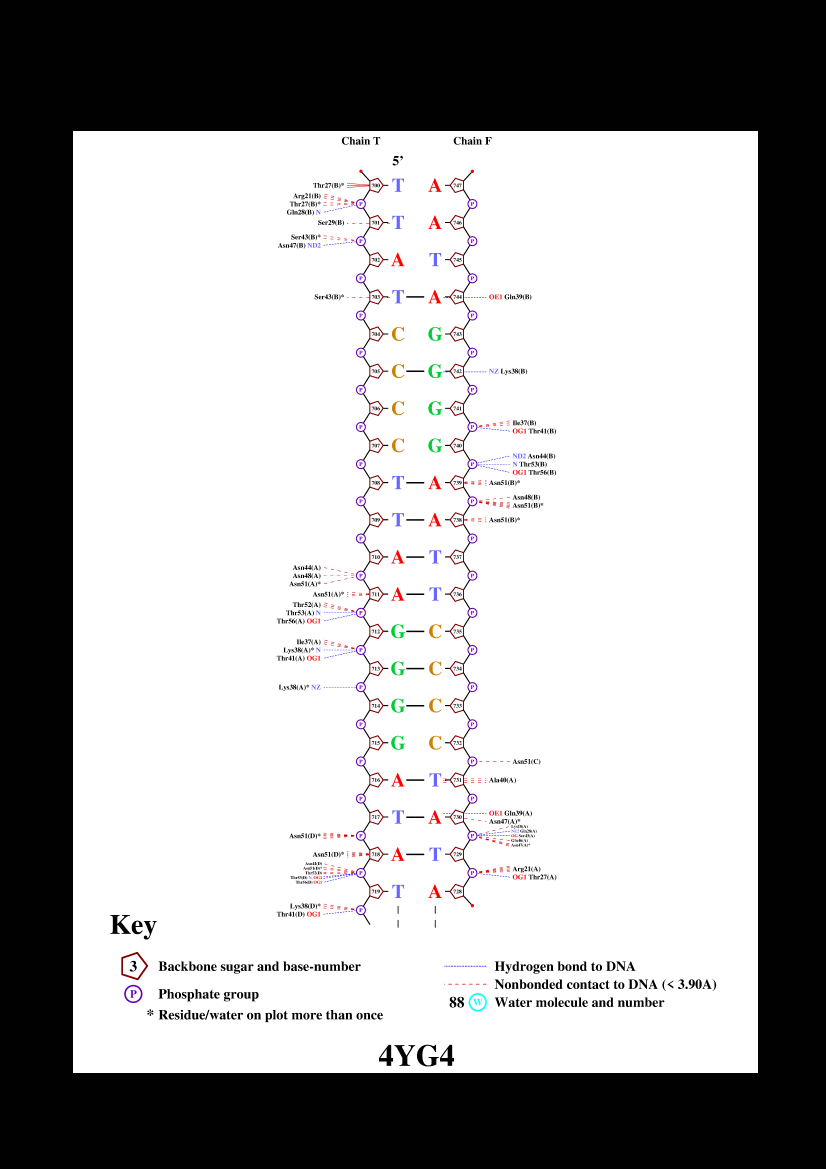 Chain T Chain F
5’
Thr27(B)* 700 T A 747
Arg21(B)
Thr27(B)* P P
Gln28(B) N
Ser29(B) 701 T A 746
Ser43(B)* P P
Asn47(B) ND2
702 A T 745
P P
Ser43(B)* 703 T A 744 OE1 Gln39(B)
P P
704 C G 743
P P
705 C G 742 NZ Lys38(B)
P P
706 C G 741
Ile37(B)
P P OG1 Thr41(B)
707 C G 740
ND2 Asn44(B)
P P N Thr53(B)
OG1 Thr56(B)
708 T A 739 Asn51(B)*
Asn48(B)
P P Asn51(B)*
709 T A 738 Asn51(B)*
P P
710 A T 737
Asn44(A)
Asn48(A) P P
Asn51(A)*
Asn51(A)* 711 A T 736
Thr52(A)
Thr53(A) N P P
Thr56(A) OG1
712 G C 735
Ile37(A)
Lys38(A)* N P P
Thr41(A) OG1
713 G C 734
Lys38(A)* NZ P P
714 G C 733
P P
715 G C 732
P P Asn51(C)
716 A T 731 Ala40(A)
P P
717 T A 730 OE1 Gln39(A)
Asn47(A)*
Asn51(D)* P P
Asn51(D)* 718 A T 729
P P Arg21(A)
OG1 Thr27(A)
719 T A 728
Lys38(D)* P
Thr41(D) OG1
Key
3 Backbone sugar and base-number
P Phosphate group
* Residue/water on plot more than once
Hydrogen bond to DNA
Nonbonded contact to DNA (< 3.90A)
88 W Water molecule and number
4YG4